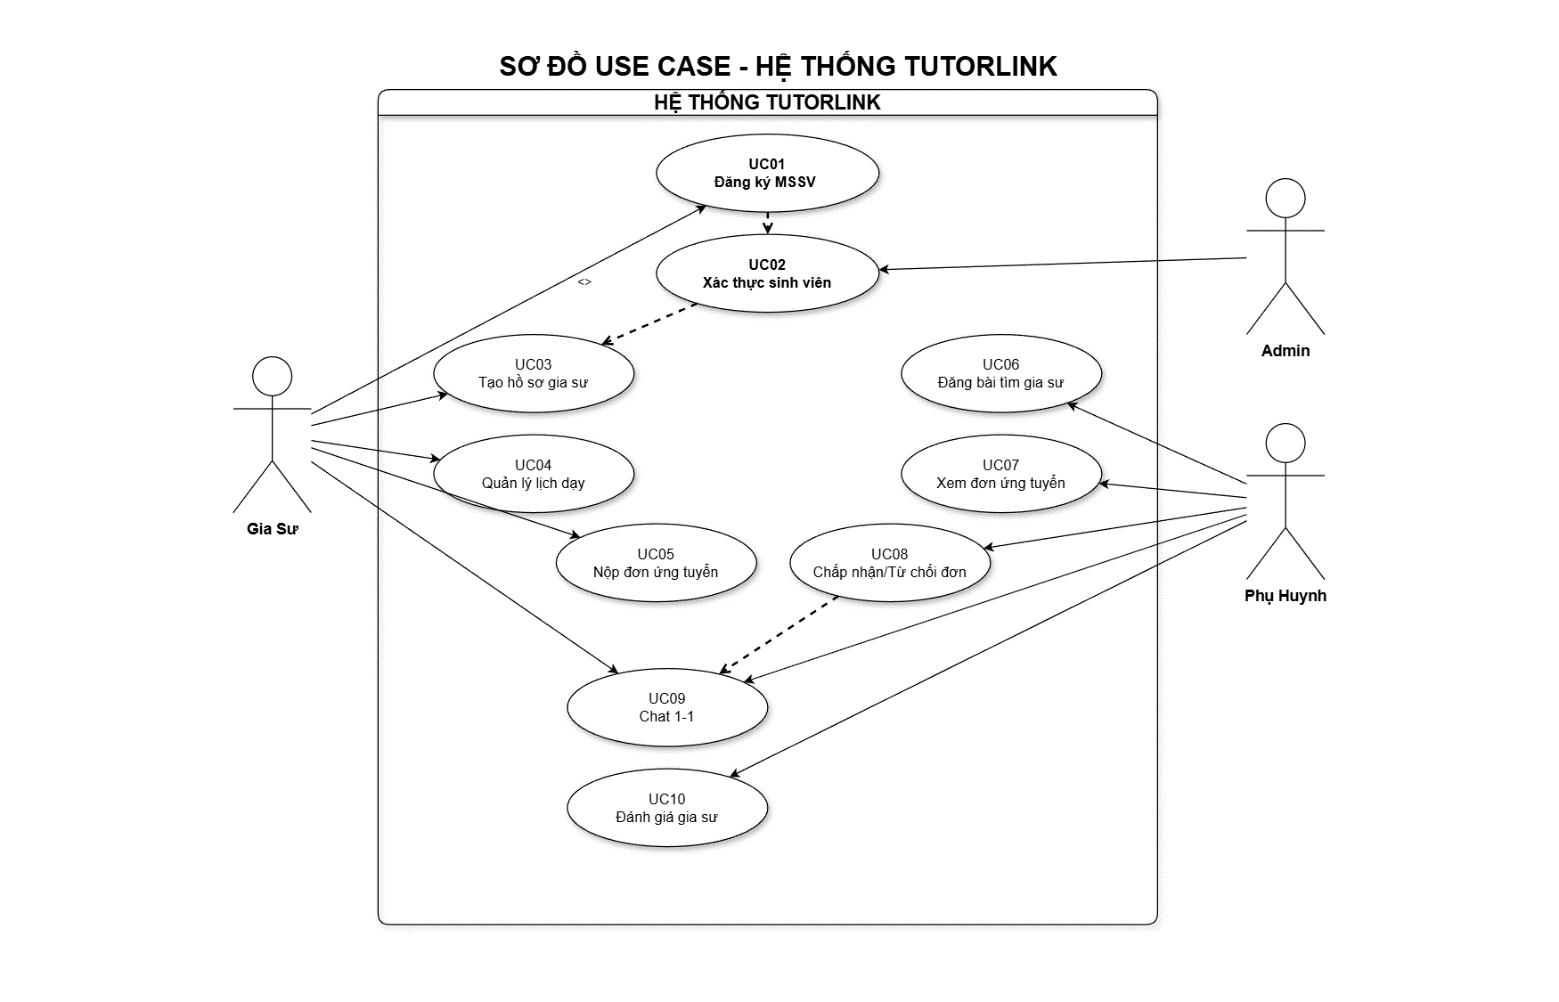 SƠ ĐỒ USE CASE - HỆ THỐNG TUTORLINK
HỆ THỐNG TUTORLINK
UC01
Đăng ký MSSV
UC02
Xác thực sinh viên
<>
UC03
Tạo hồ sơ gia sư
UC06
Đăng bài tìm gia sư
Admin
UC04
Quản lý lịch dạy
UC07
Xem đơn ứng tuyển
Gia Sư
UC05
Nộp đơn ứng tuyển
UC08
Chấp nhận/Từ chối đơn
Phụ Huynh
UC09
Chat 1-1
UC10
Đánh giá gia sư